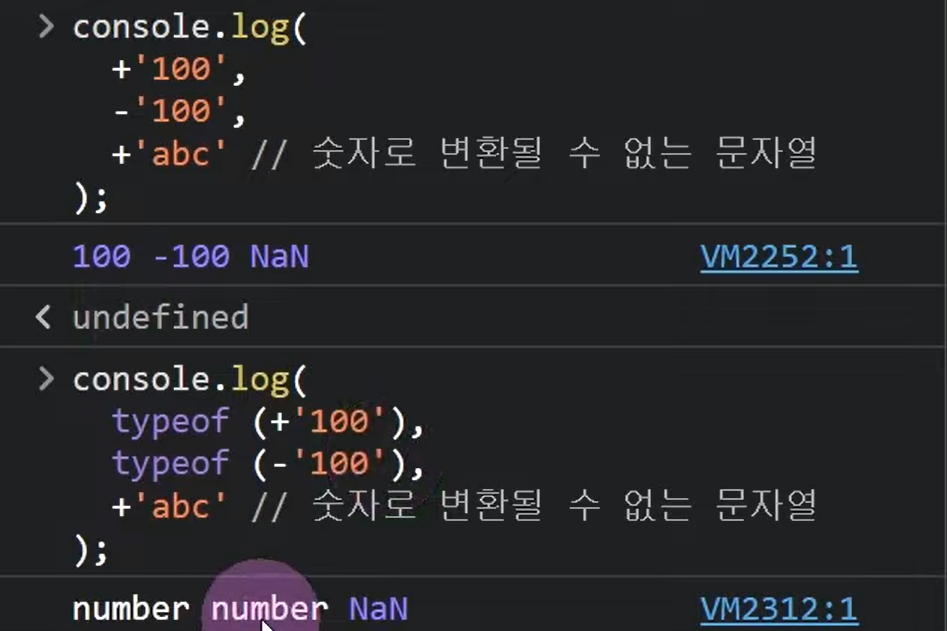 > console.log(
+'100',
-'100',
+'abc' // 숫자로 변환될 수 없는 문자열
);
100 -100 NaN VM2252:1
< undefined
> console.log(
typeof (+'100'),
typeof (-'100'),
+'abc' // 숫자로 변환될 수 없는 문자열
);
number number NaN VM2312:1